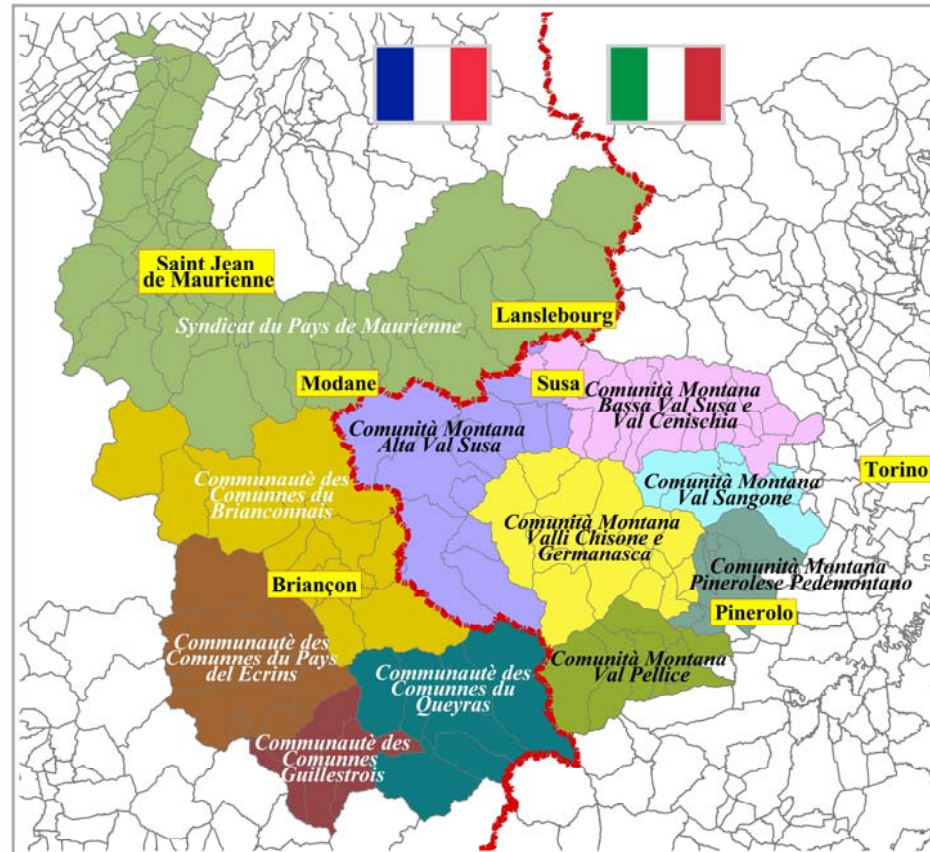 Saint Jean
de Maurienne
Syndicat du Pays de Maurienne
Lanslebourg
Modane
Susa
Comunità Montana
Bassa Val Susa e
Val Cenischia
Comunità Montana
Alta Val Susa
Torino
Communautè des
Comunnes du
Brianconnais
Comunità Montana
Val Sangone
Comunità Montana
Valli Chisone e
Germanasca
Comunità Montana
Pinerolese Pedemontano
Briançon
Pinerolo
Communautè des
Comunnes du Pays
del Ecrins
Communautè des
Comunnes du
Queyras
Comunità Montana
Val Pellice
Communautè des
Comunnes
Guillestrois